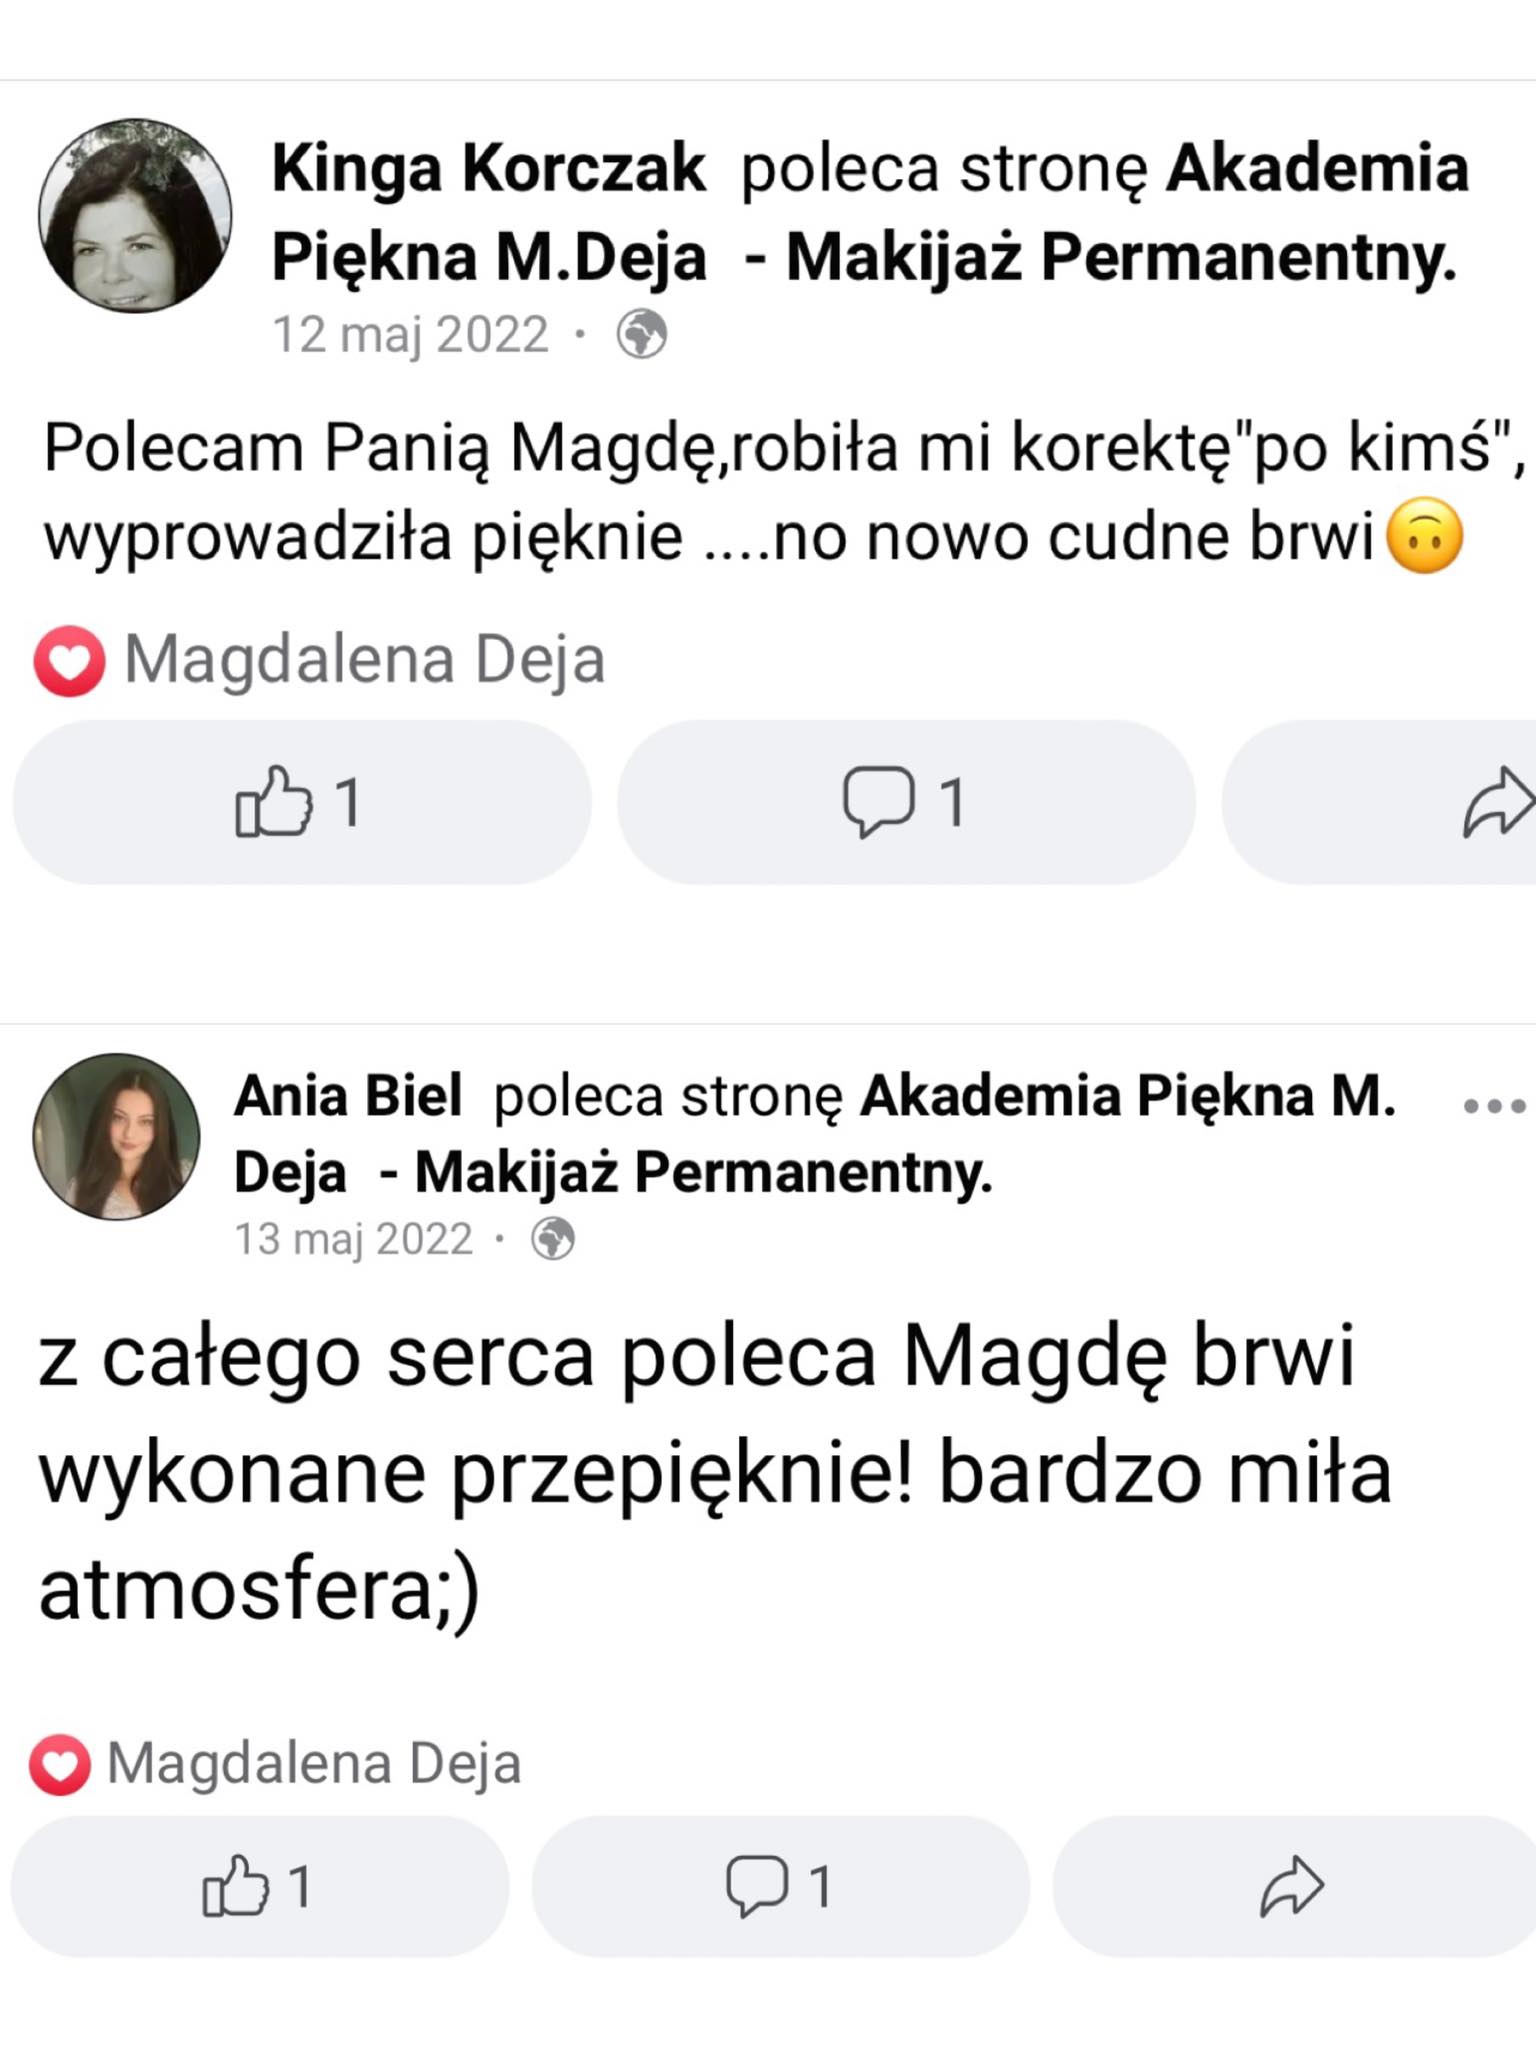 Kinga Korczak poleca stronę Akademia
Piękna M.Deja - Makijaż Permanentny.
12 maj 2022 ·
Polecam Panią Magdę,robiła mi korektę"po kimś",
wyprowadziła pięknie ....no nowo cudne brwi🙃
Magdalena Deja
1
1
Ania Biel poleca stronę Akademia Piękna M.
Deja - Makijaż Permanentny.
13 maj 2022 ·
z całego serca poleca Magdę brwi
wykonane przepięknie! bardzo miła
atmosfera;)
Magdalena Deja
1
1